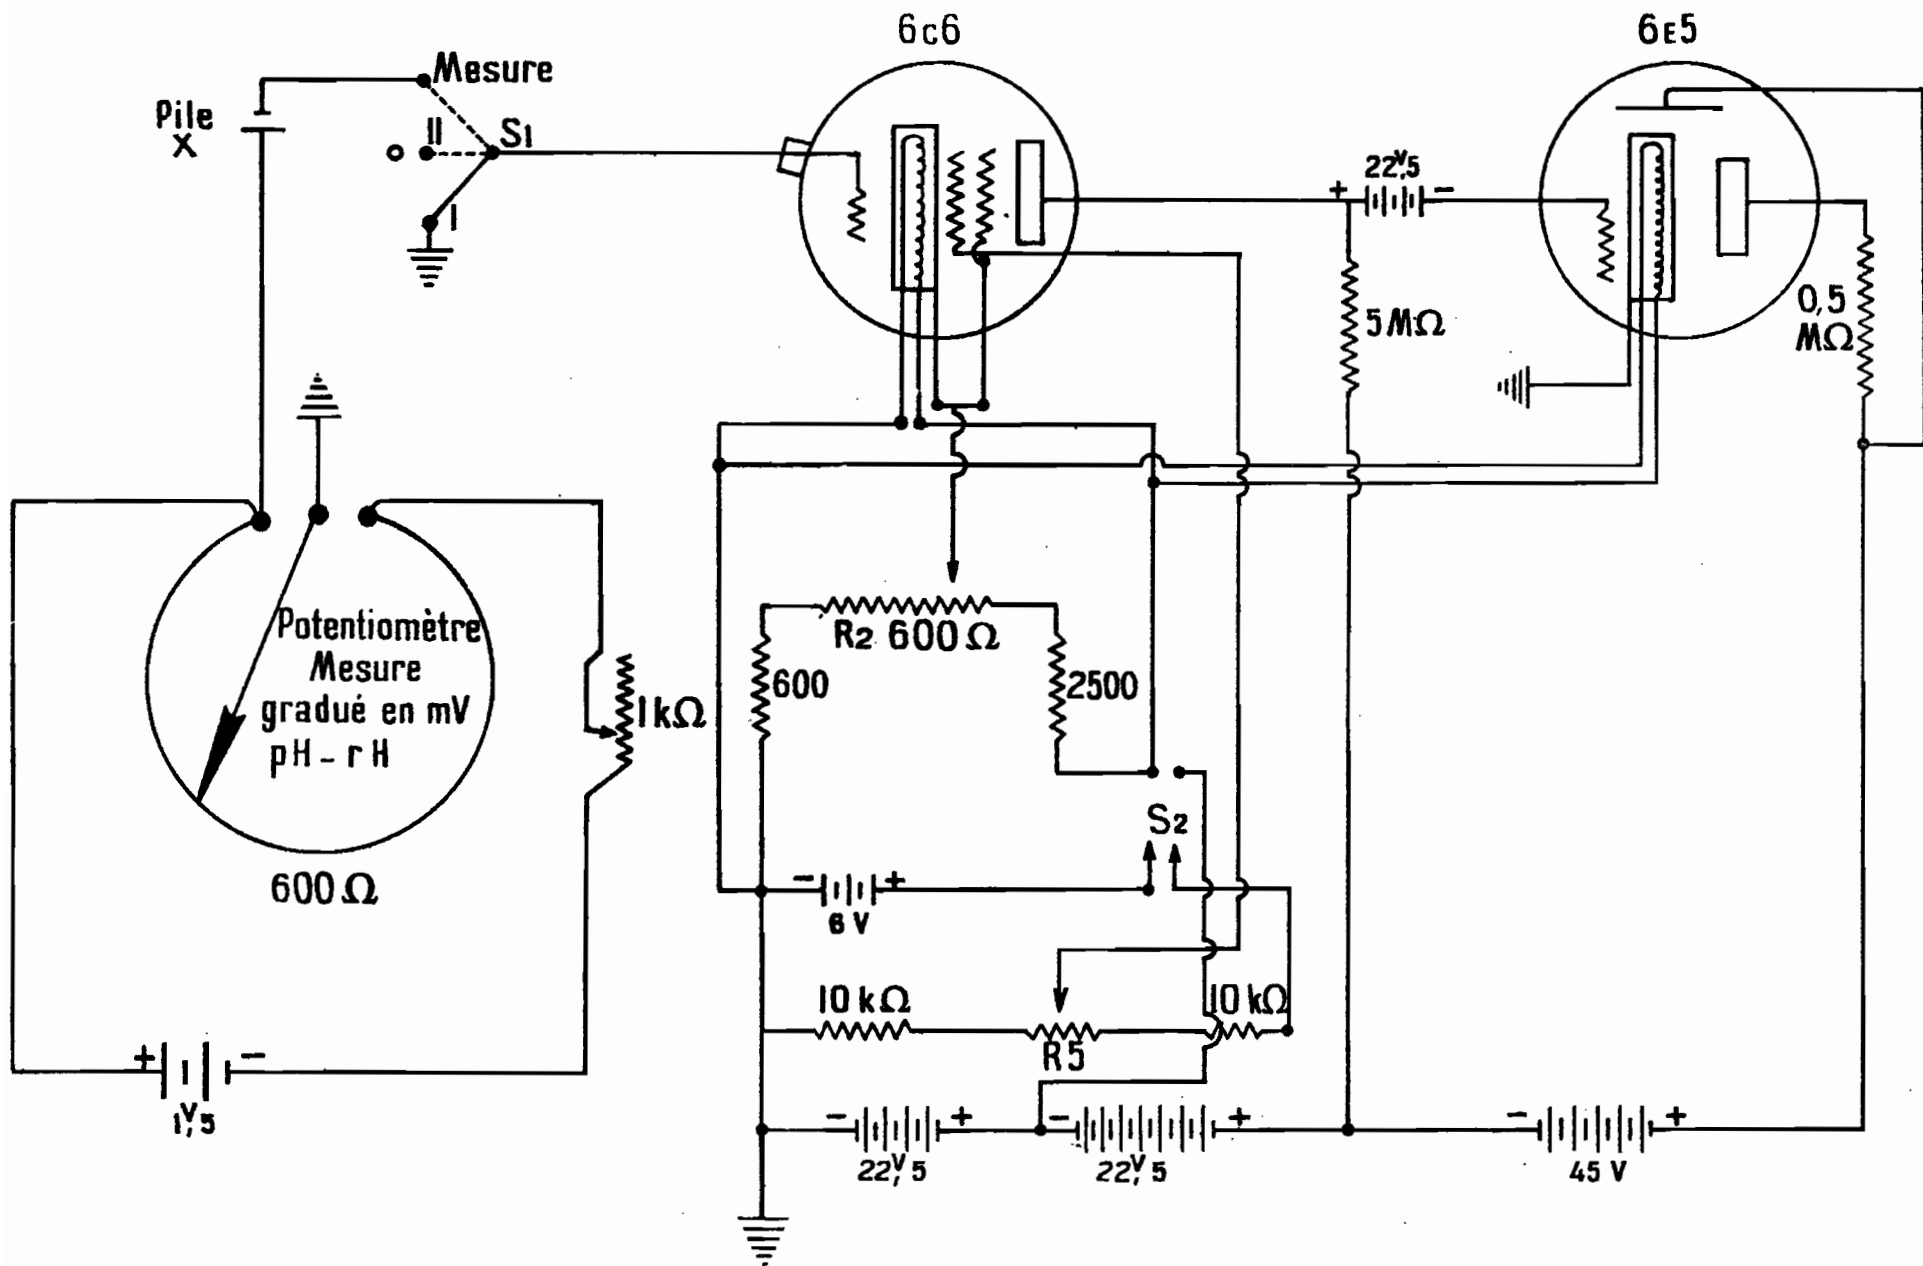 6C6
6E5
Mesure
Pile
X
II
S1
O
I
22V,5
+ -
5MΩ
0,5
MΩ
Potentiomètre
Mesure
gradué en mV
pH - rH
600Ω
1kΩ
R2 600Ω
600
2500
S2
- +
6 V
10 kΩ
10 kΩ
R5
+ -
1V,5
- +
22V,5
- +
22V,5
- +
45 V